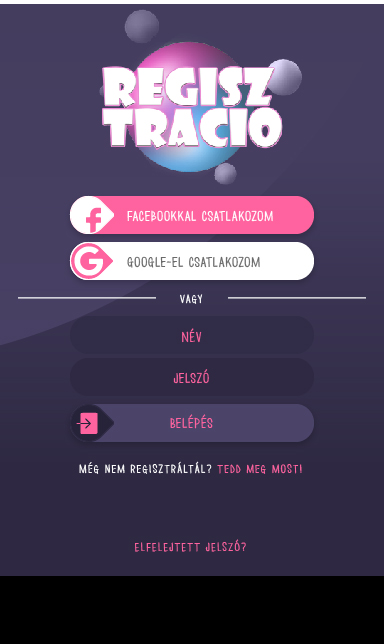 REGISZ
TRACIO
FACEBOOKKAL CSATLAKOZOM
GOOGLE-EL CSATLAKOZOM
VAGY
NÉV
JELSZÓ
BELÉPÉS
MÉG NEM REGISZTRÁLTÁL? TEDD MEG MOST!
ELFELEJTETT JELSZÓ?